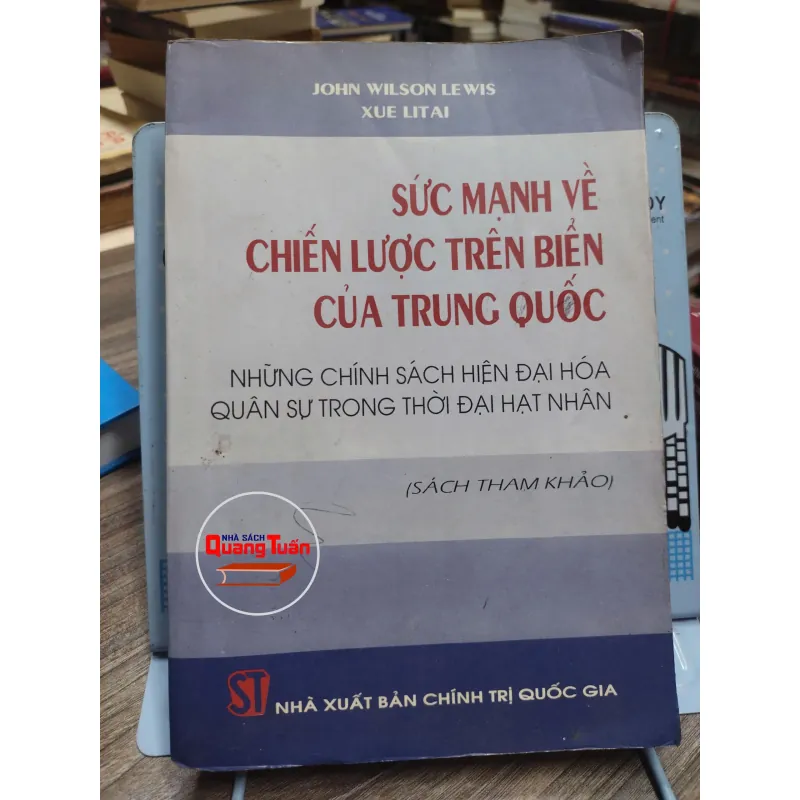 JOHN WILSON LEWIS
XUE LITAI
SỨC MẠNH VỀ
CHIẾN LƯỢC TRÊN BIỂN
CỦA TRUNG QUỐC
NHỮNG CHÍNH SÁCH HIỆN ĐẠI HÓA
QUÂN SỰ TRONG THỜI ĐẠI HẠT NHÂN
(SÁCH THAM KHẢO)
NHÀ SÁCH
Quang Tuấn
ST NHÀ XUẤT BẢN CHÍNH TRỊ QUỐC GIA